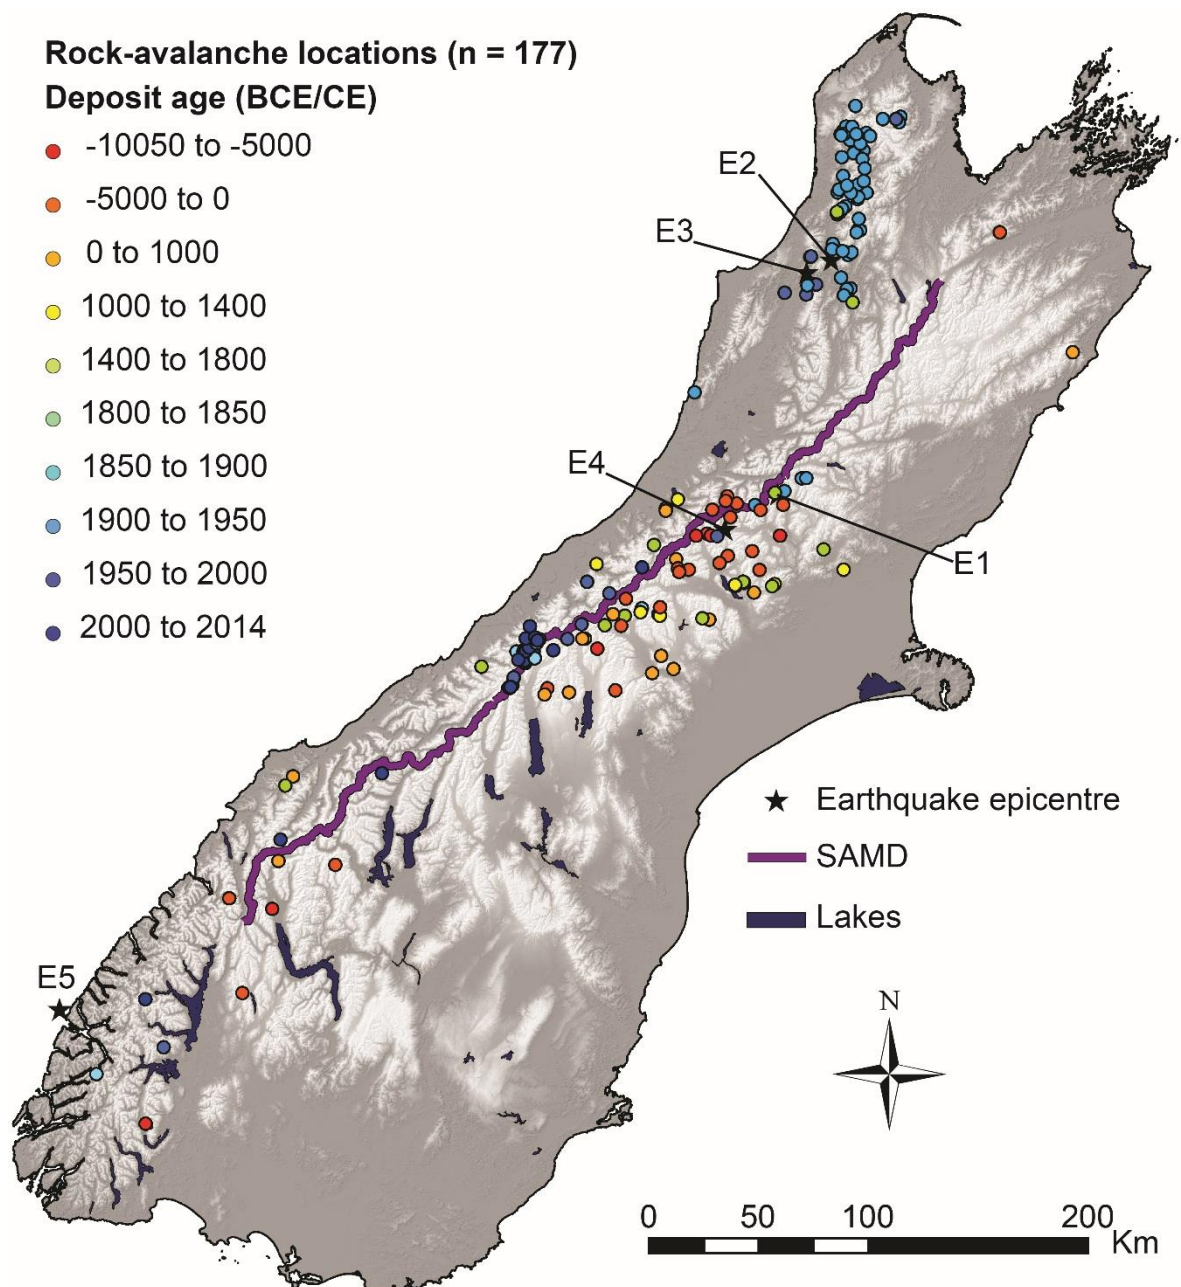 Rock-avalanche locations (n = 177)
Deposit age (BCE/CE)
-10050 to -5000
-5000 to 0
0 to 1000
1000 to 1400
1400 to 1800
1800 to 1850
1850 to 1900
1900 to 1950
1950 to 2000
2000 to 2014
E2
E3
E4
E1
Earthquake epicentre
SAMD
Lakes
E5
N
0 50 100 200
Km